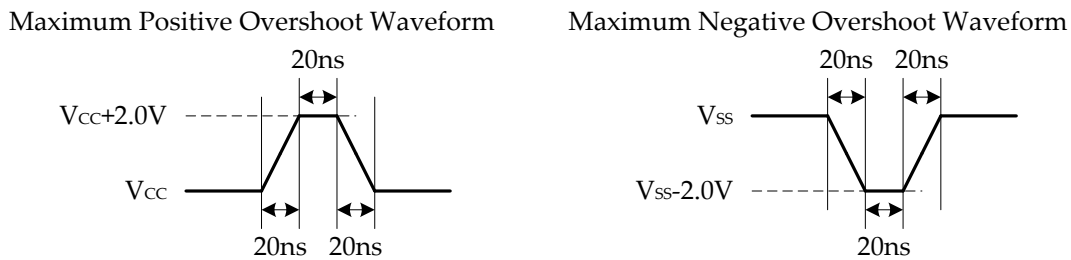 Maximum Positive Overshoot Waveform
20ns
VCC+2.0V
VCC
20ns 20ns
Maximum Negative Overshoot Waveform
20ns 20ns
VSS
VSS-2.0V
20ns